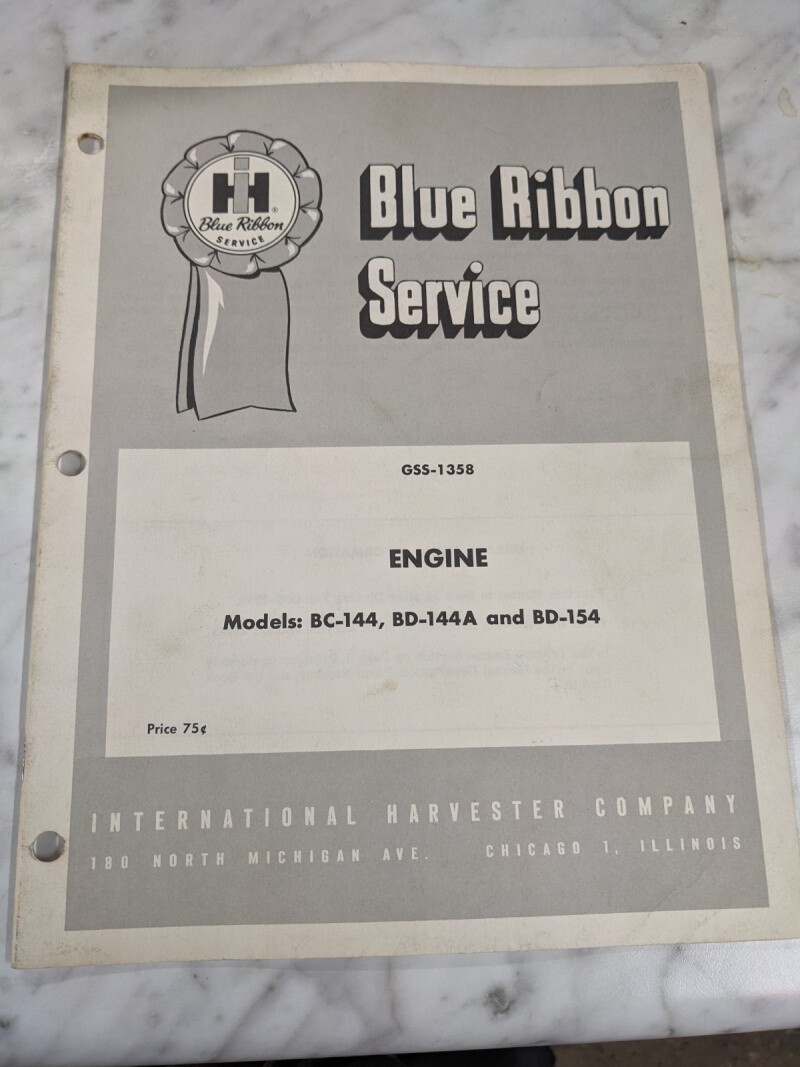 IH®
Blue Ribbon
SERVICE
Blue Ribbon
Service
GSS-1358
ENGINE
Models: BC-144, BD-144A and BD-154
Price 75¢
INTERNATIONAL HARVESTER COMPANY
180 NORTH MICHIGAN AVE. CHICAGO 1, ILLINOIS